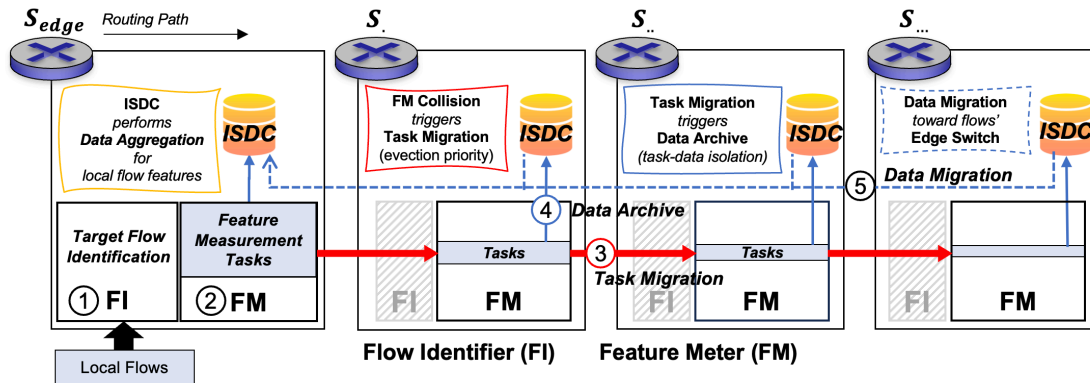 S_edge
Routing Path
S.
S..
S...
ISDC
performs
Data Aggregation
for
local flow features
ISDC
FM Collision
triggers
Task Migration
(evection priority)
ISDC
Task Migration
triggers
Data Archive
(task-data isolation)
ISDC
Data Migration
toward flows'
Edge Switch
ISDC
5
Data Migration
4
Data Archive
Target Flow
Identification
1 FI
Feature
Measurement
Tasks
2 FM
FI
Tasks
FM
3
Task Migration
FI
Tasks
FM
FI
FM
Local Flows
Flow Identifier (FI)
Feature Meter (FM)